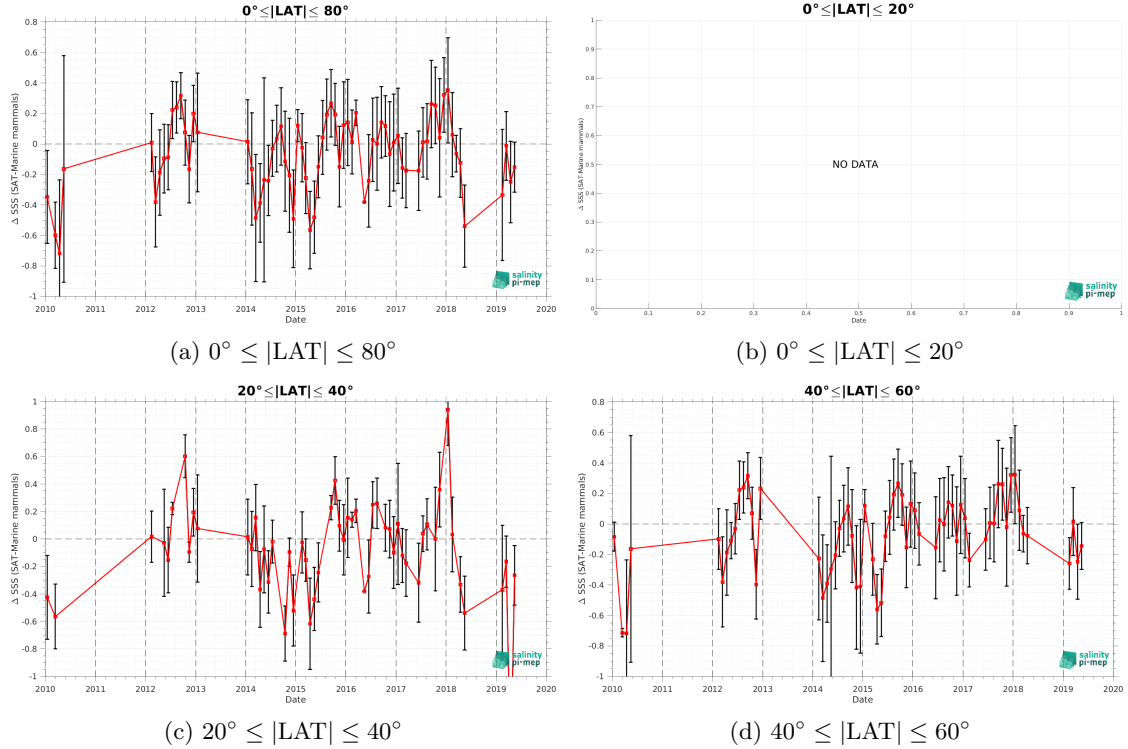 0°≤|LAT|≤ 80°
Δ SSS (SAT-Marine mammals)
0.8
0.6
0.4
0.2
0
-0.2
-0.4
-0.6
-0.8
-1
2010 2011 2012 2013 2014 2015 2016 2017 2018 2019 2020
Date
salinity
pi-mep
(a) 0° ≤ |LAT| ≤ 80°
0°≤|LAT|≤ 20°
Δ SSS (SAT-Marine mammals)
1
0.9
0.8
0.7
0.6
0.5
0.4
0.3
0.2
0.1
0
NO DATA
0 0.1 0.2 0.3 0.4 0.5 0.6 0.7 0.8 0.9 1
Date
salinity
pi-mep
(b) 0° ≤ |LAT| ≤ 20°
20°≤|LAT|≤ 40°
Δ SSS (SAT-Marine mammals)
1
0.8
0.6
0.4
0.2
0
-0.2
-0.4
-0.6
-0.8
-1
2010 2011 2012 2013 2014 2015 2016 2017 2018 2019 2020
Date
salinity
pi-mep
(c) 20° ≤ |LAT| ≤ 40°
40°≤|LAT|≤ 60°
Δ SSS (SAT-Marine mammals)
0.8
0.6
0.4
0.2
0
-0.2
-0.4
-0.6
-0.8
-1
2010 2011 2012 2013 2014 2015 2016 2017 2018 2019 2020
Date
salinity
pi-mep
(d) 40° ≤ |LAT| ≤ 60°